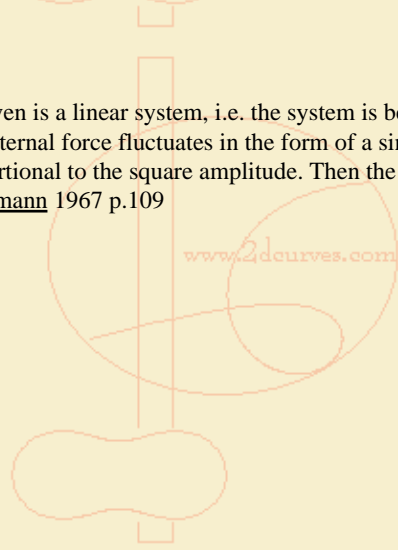 ven is a linear system, i.e. the system is be
ternal force fluctuates in the form of a sin
rtional to the square amplitude. Then the
mann 1967 p.109
www.2dcurves.com